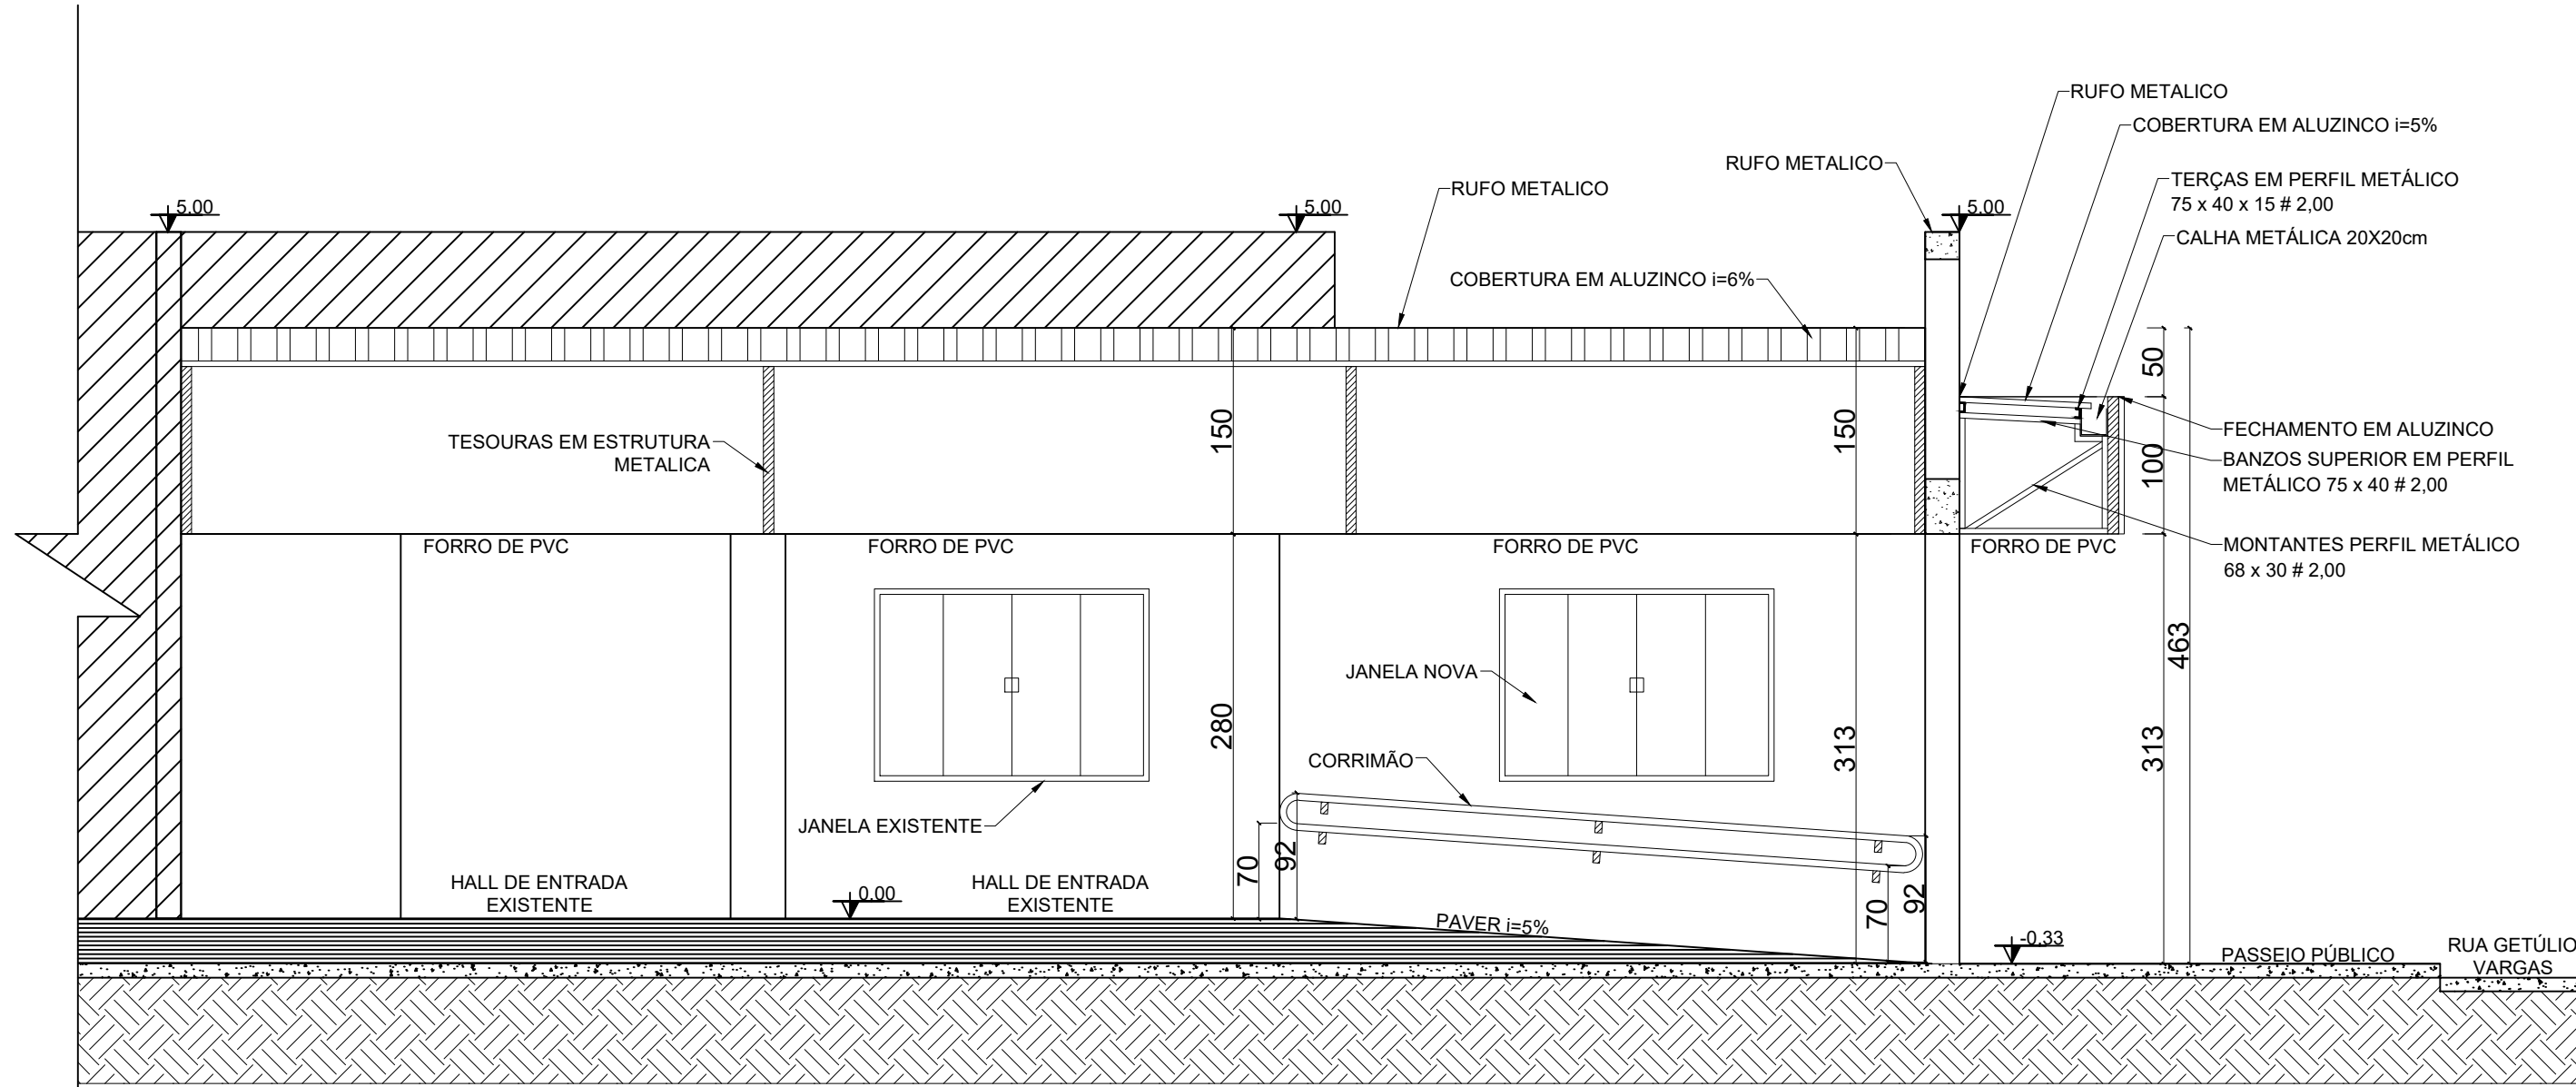 RUFO METALICO
COBERTURA EM ALUZINCO i=5%
RUFO METALICO
RUFO METALICO
TERÇAS EM PERFIL METÁLICO
75 x 40 x 15 # 2,00
5.00
5.00
5.00
CALHA METÁLICA 20X20cm
COBERTURA EM ALUZINCO i=6%
50
150
150
TESOURAS EM ESTRUTURA
METALICA
FECHAMENTO EM ALUZINCO
100
BANZOS SUPERIOR EM PERFIL
METÁLICO 75 x 40 # 2,00
FORRO DE PVC
FORRO DE PVC
FORRO DE PVC
FORRO DE PVC
MONTANTES PERFIL METÁLICO
68 x 30 # 2,00
463
JANELA NOVA
280
313
313
CORRIMÃO
JANELA EXISTENTE
70
92
HALL DE ENTRADA
EXISTENTE
HALL DE ENTRADA
EXISTENTE
0.00
70
92
PAVER i=5%
-0.33
PASSEIO PÚBLICO
RUA GETÚLIO
VARGAS